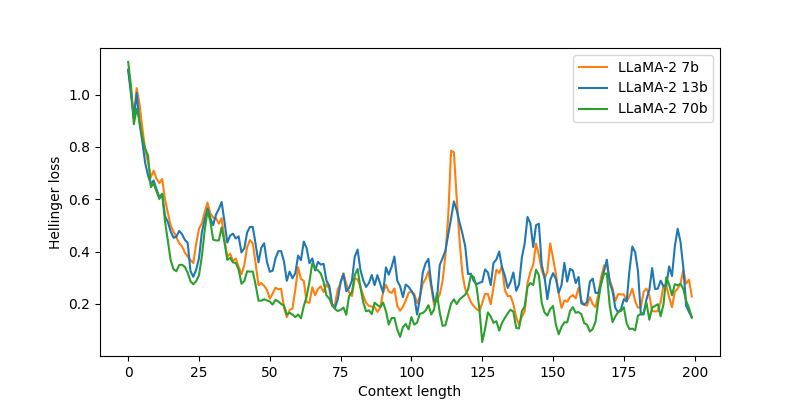 LLaMA-2 7b
LLaMA-2 13b
LLaMA-2 70b
Hellinger loss
1.0
0.8
0.6
0.4
0.2
0 25 50 75 100 125 150 175 200
Context length